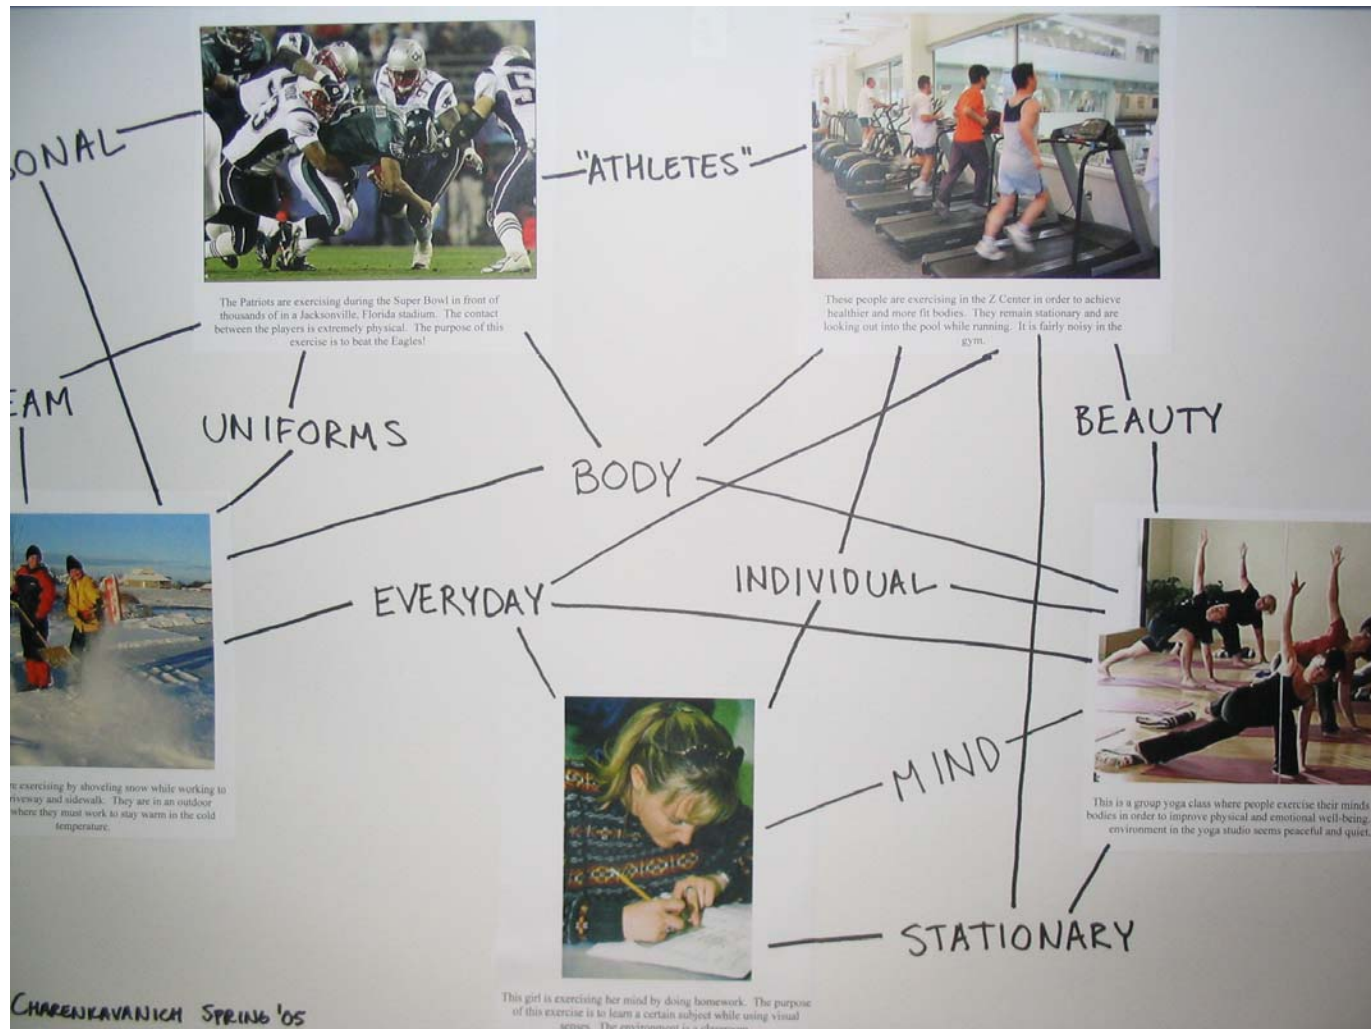 ONAL
"ATHLETES"
The Patriots are exercising during the Super Bowl in front of
thousands of in a Jacksonville, Florida stadium. The contact
between the players is extremely physical. The purpose of this
exercise is to beat the Eagles!
These people are exercising in the Z Center in order to achieve
healthier and more fit bodies. They remain stationary and are
looking out into the pool while running. It is fairly noisy in the
gym.
EAM
UNIFORMS
BODY
BEAUTY
EVERYDAY
INDIVIDUAL
MIND
exercising by shoveling snow while working to
driveway and sidewalk. They are in an outdoor
where they must work to stay warm in the cold
temperature.
This is a group yoga class where people exercise their minds
bodies in order to improve physical and emotional well-being.
environment in the yoga studio seems peaceful and quiet.
STATIONARY
This girl is exercising her mind by doing homework. The purpose
of this exercise is to learn a certain subject while using visual
senses. The environment is a classroom
CHARENKAVANICH SPRING '05